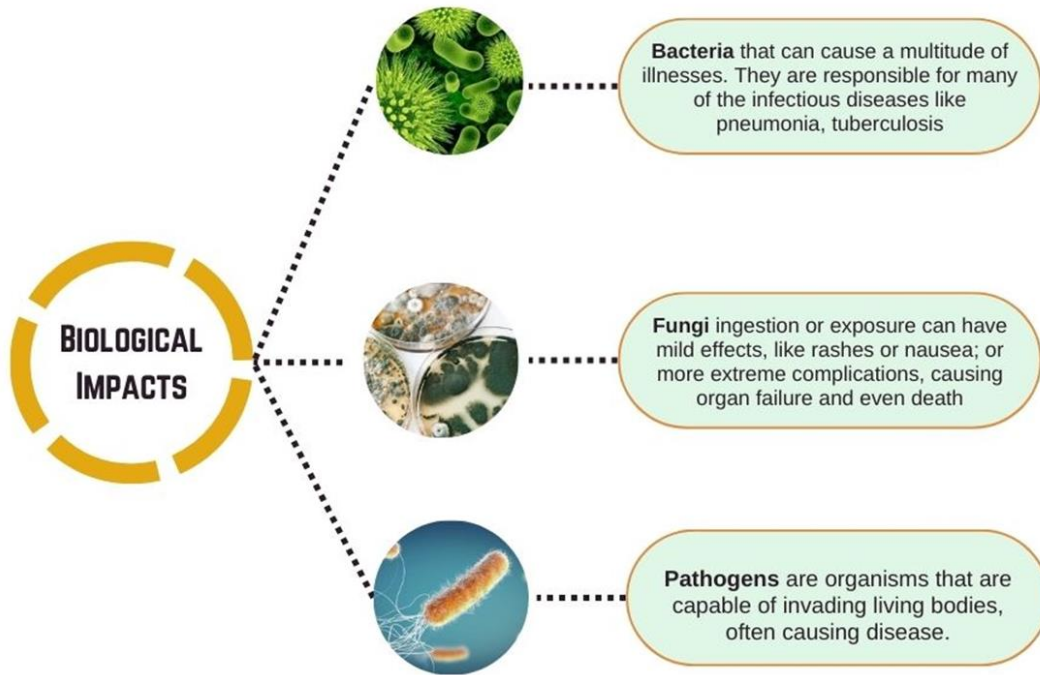 BIOLOGICAL
IMPACTS
Bacteria that can cause a multitude of
illnesses. They are responsible for many
of the infectious diseases like
pneumonia, tuberculosis
Fungi ingestion or exposure can have
mild effects, like rashes or nausea; or
more extreme complications, causing
organ failure and even death
Pathogens are organisms that are
capable of invading living bodies,
often causing disease.